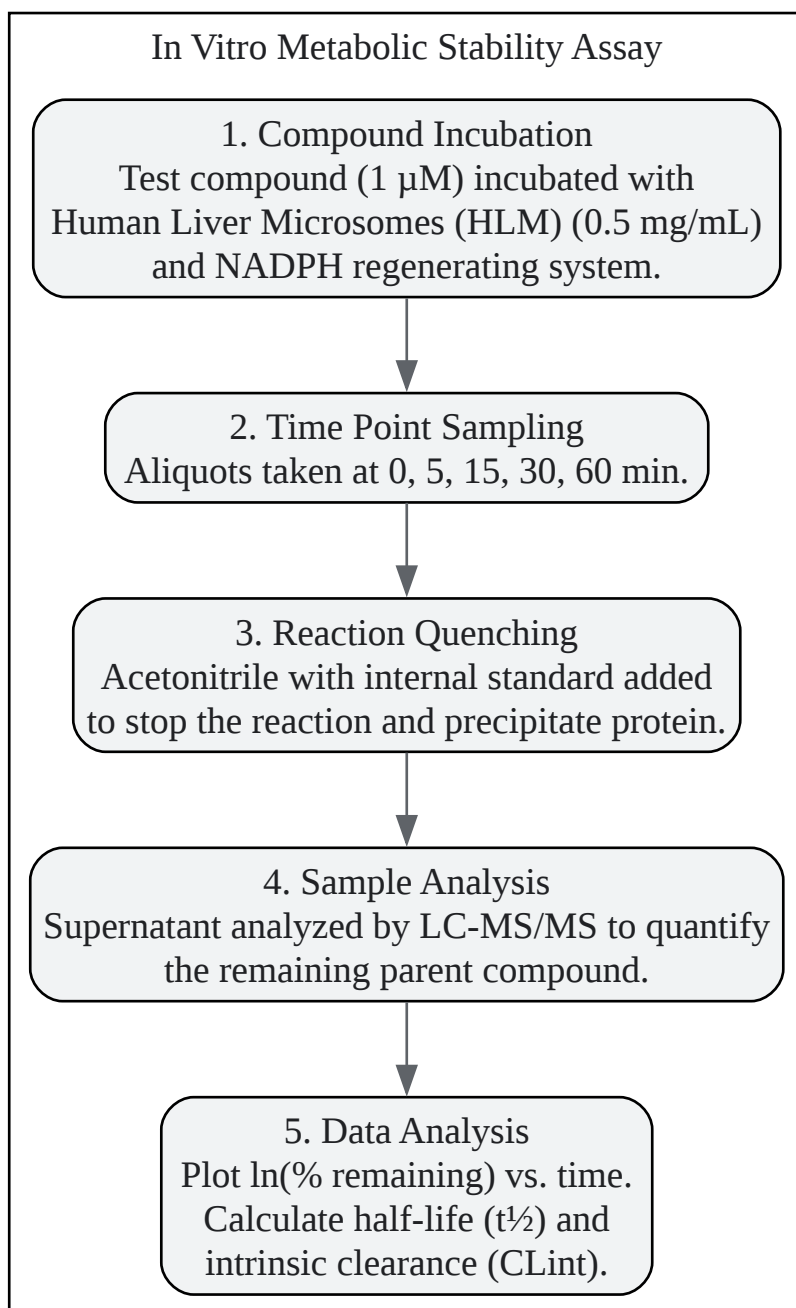 In Vitro Metabolic Stability Assay
1. Compound Incubation
Test compound (1 µM) incubated with
Human Liver Microsomes (HLM) (0.5 mg/mL)
and NADPH regenerating system.
2. Time Point Sampling
Aliquots taken at 0, 5, 15, 30, 60 min.
3. Reaction Quenching
Acetonitrile with internal standard added
to stop the reaction and precipitate protein.
4. Sample Analysis
Supernatant analyzed by LC-MS/MS to quantify
the remaining parent compound.
5. Data Analysis
Plot ln(% remaining) vs. time.
Calculate half-life (t½) and
intrinsic clearance (CLint).